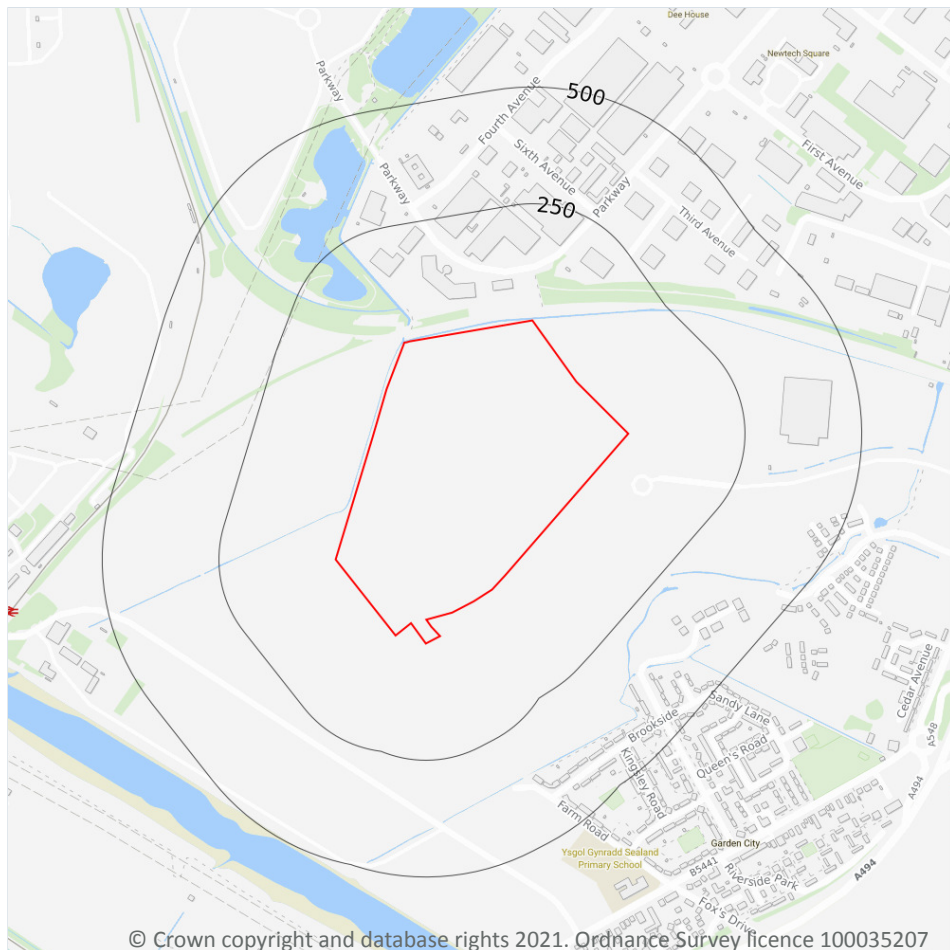 Dee House
Newtech Square
Parkway
500
Fourth Avenue
Sixth Avenue
First Avenue
Parkway
Parkway
250
Third Avenue
Cedar Avenue
Sandy Lane
Brookside
A548
Queen's Road
Kingsley Road
A494
Farm Road
Garden City
Ysgol Gynradd Sealand
Primary School
B5441
A494
Riverside Park
Fox's Drive
© Crown copyright and database rights 2021. Ordnance Survey licence 100035207